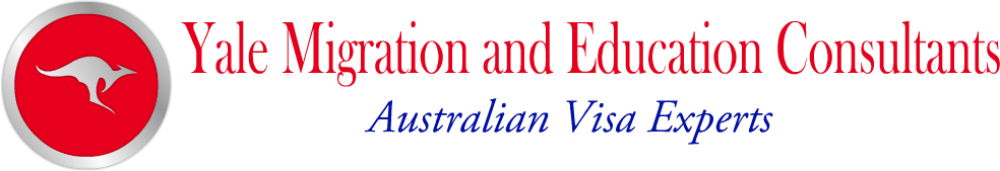 Yale Migration and Education Consultants
Australian Visa Experts